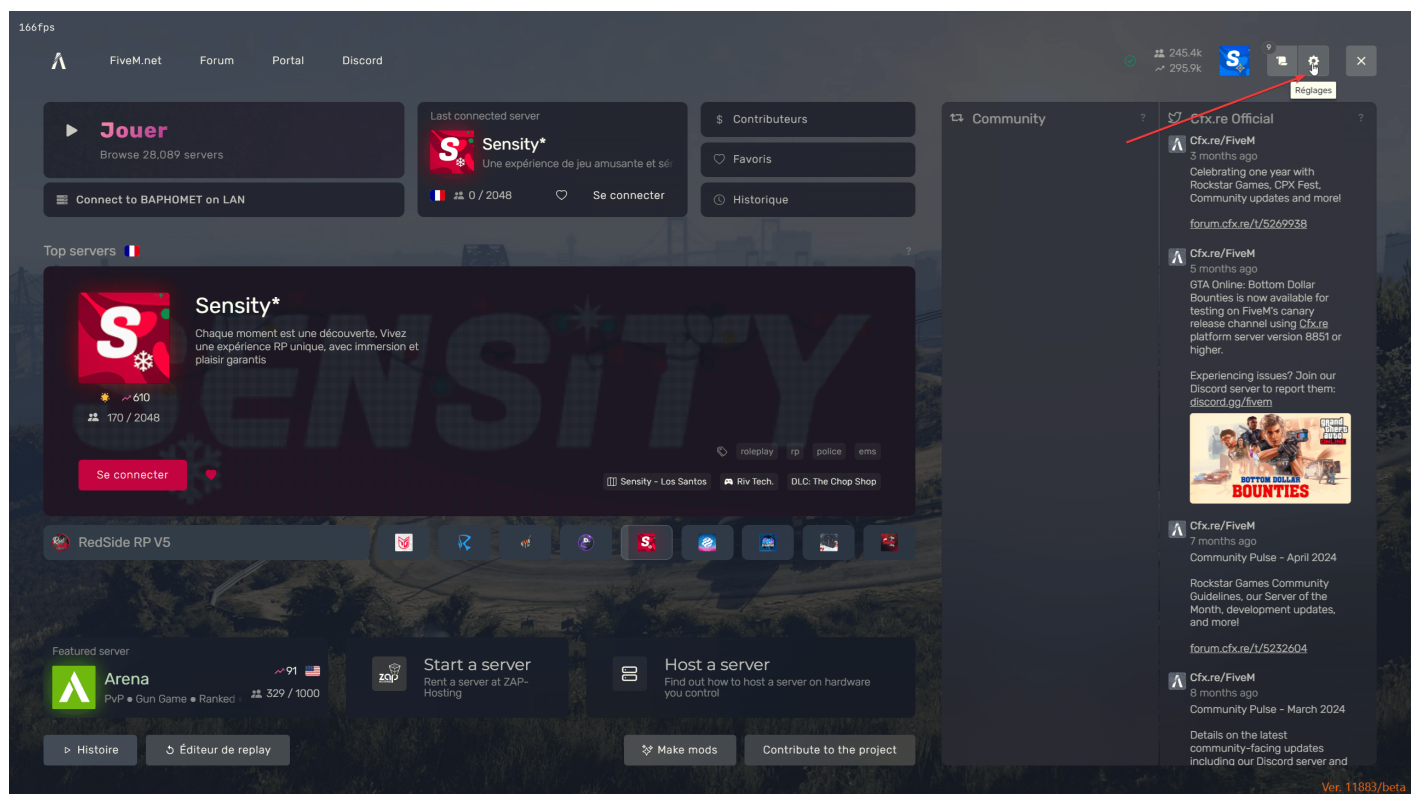 166fps
FiveM.net
Forum
Portal
Discord
245.4k
295.9k
9
Réglages
Jouer
Browse 28,089 servers
Connect to BAPHOMET on LAN
Last connected server
Sensity*
Une expérience de jeu amusante et sé
0 / 2048
Se connecter
$ Contributeurs
Favoris
Historique
Top servers
?
Sensity*
Chaque moment est une découverte, Vivez
une expérience RP unique, avec immersion et
plaisir garantis
SENSITY
610
170 / 2048
Se connecter
roleplay
rp
police
ems
Sensity - Los Santos
Riv Tech.
DLC: The Chop Shop
RedSide RP V5
Featured server
Arena
PvP ● Gun Game ● Ranked
91
329 / 1000
ZAP
Start a server
Rent a server at ZAP-
Hosting
Host a server
Find out how to host a server on hardware
you control
Histoire
Éditeur de replay
Make mods
Contribute to the project
Community
?
Cfx.re Official
?
Cfx.re/FiveM
3 months ago
Celebrating one year with
Rockstar Games, CPX Fest,
Community updates and more!
forum.cfx.re/t/5269938
Cfx.re/FiveM
5 months ago
GTA Online: Bottom Dollar
Bounties is now available for
testing on FiveM's canary
release channel using Cfx.re
platform server version 8851 or
higher.
Experiencing issues? Join our
Discord server to report them:
discord.gg/fivem
grand
theft
auto
ONLINE
BOTTOM DOLLAR
BOUNTIES
Cfx.re/FiveM
7 months ago
Community Pulse - April 2024
Rockstar Games Community
Guidelines, our Server of the
Month, development updates,
and more!
forum.cfx.re/t/5232604
Cfx.re/FiveM
8 months ago
Community Pulse - March 2024
Details on the latest
community-facing updates
including our Discord server and
Ver. 11883/beta